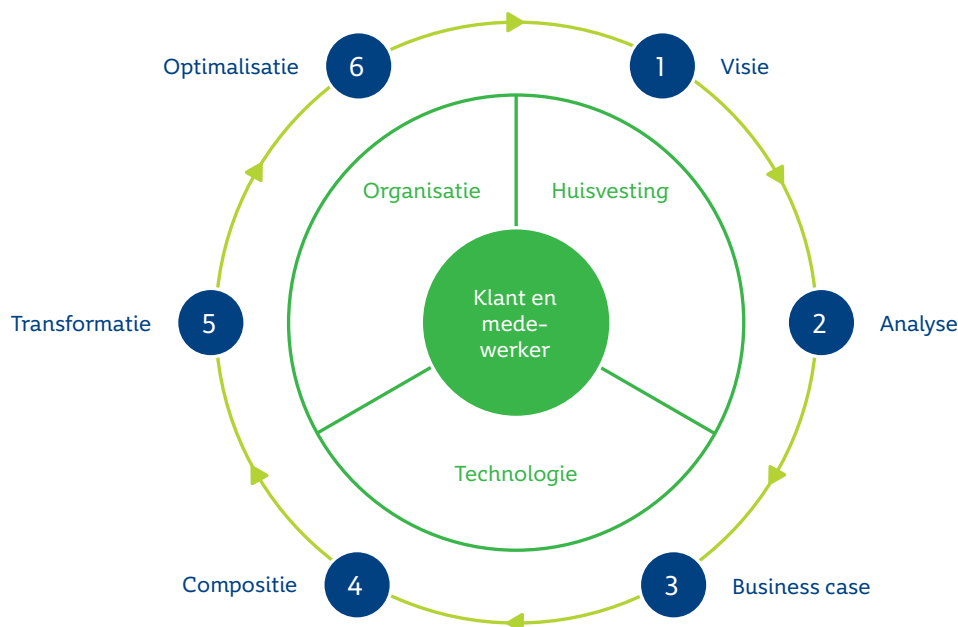 6
Optimalisatie
1
Visie
Organisatie
Huisvesting
Klant en
mede-
werker
Transformatie
5
2
Analyse
Technologie
Compositie
4
3
Business case